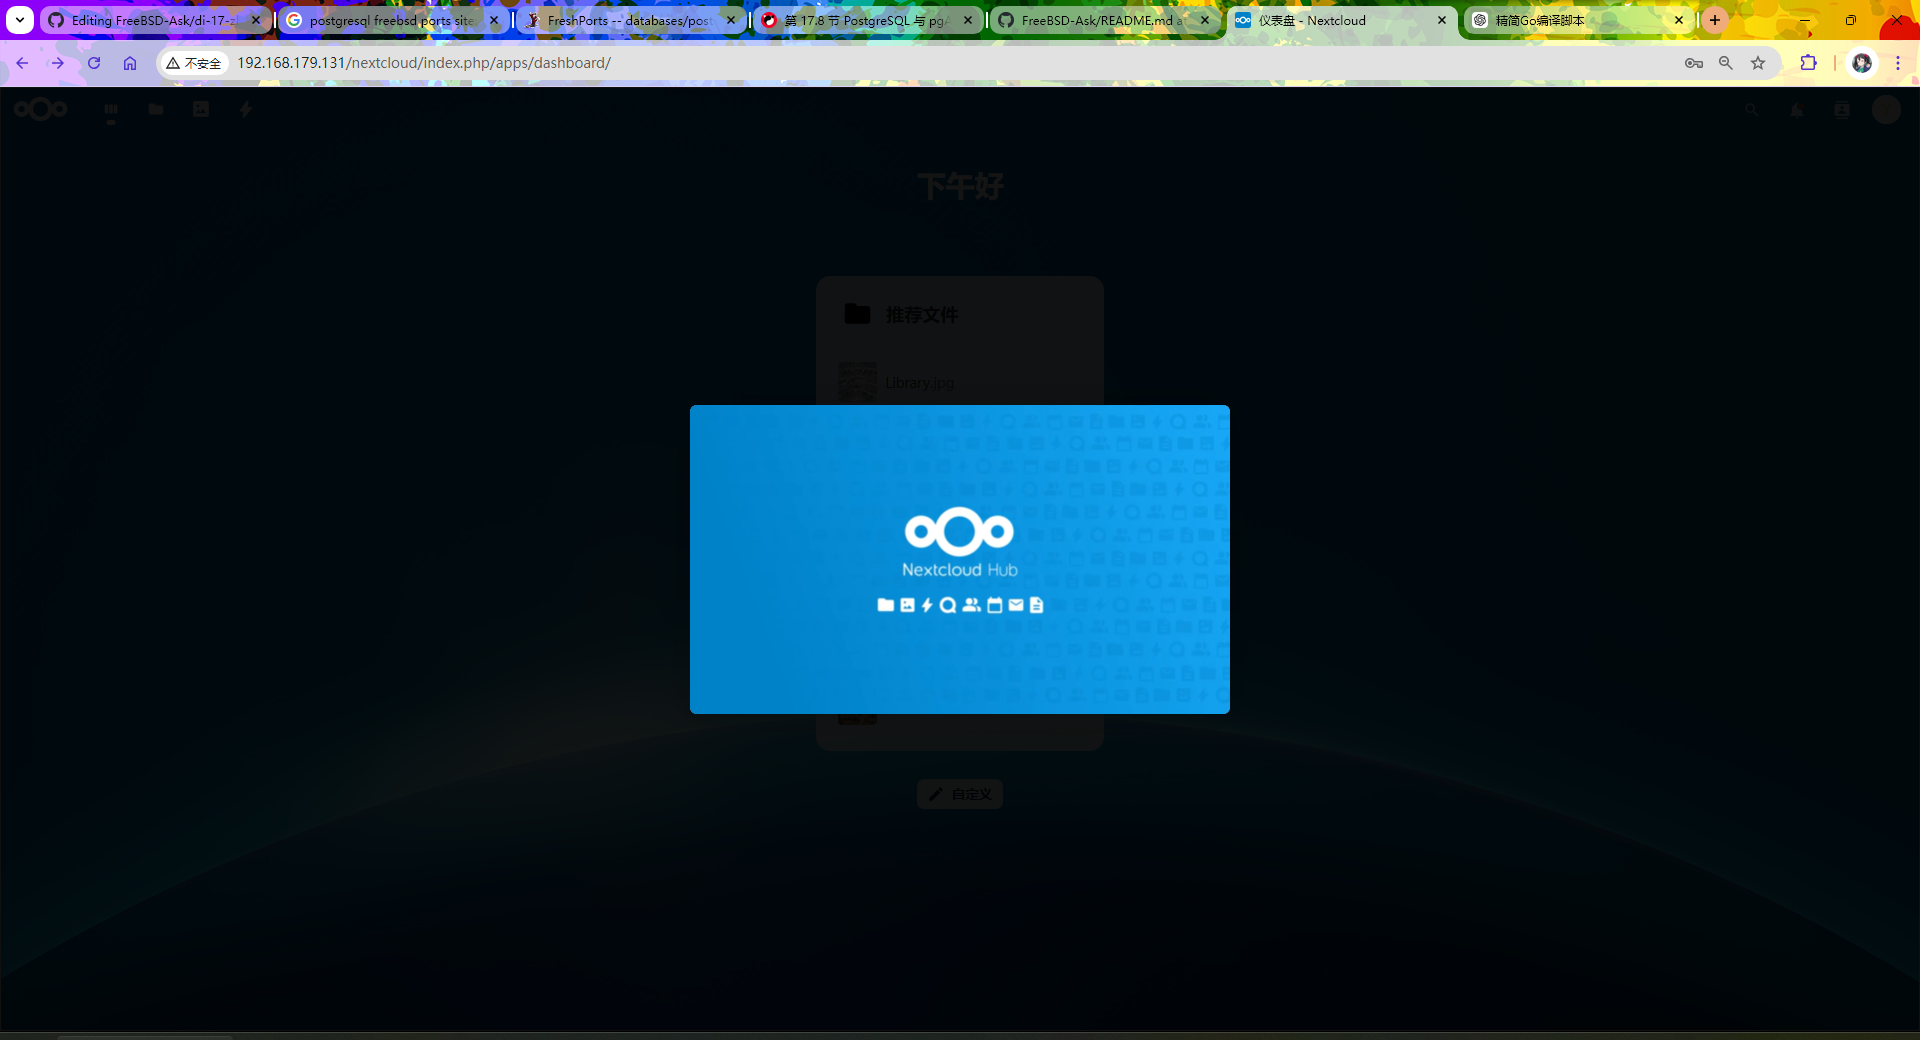 Editing FreeBSD-Ask/di-17-z
postgresql freebsd ports site
FreshPorts -- databases/post
第 17.8 节 PostgreSQL 与 pgA
FreeBSD-Ask/README.md a
仪表盘 - Nextcloud
精简Go编译脚本
不安全
192.168.179.131/nextcloud/index.php/apps/dashboard/
下午好
推荐文件
Library.jpg
Nextcloud Hub
自定义